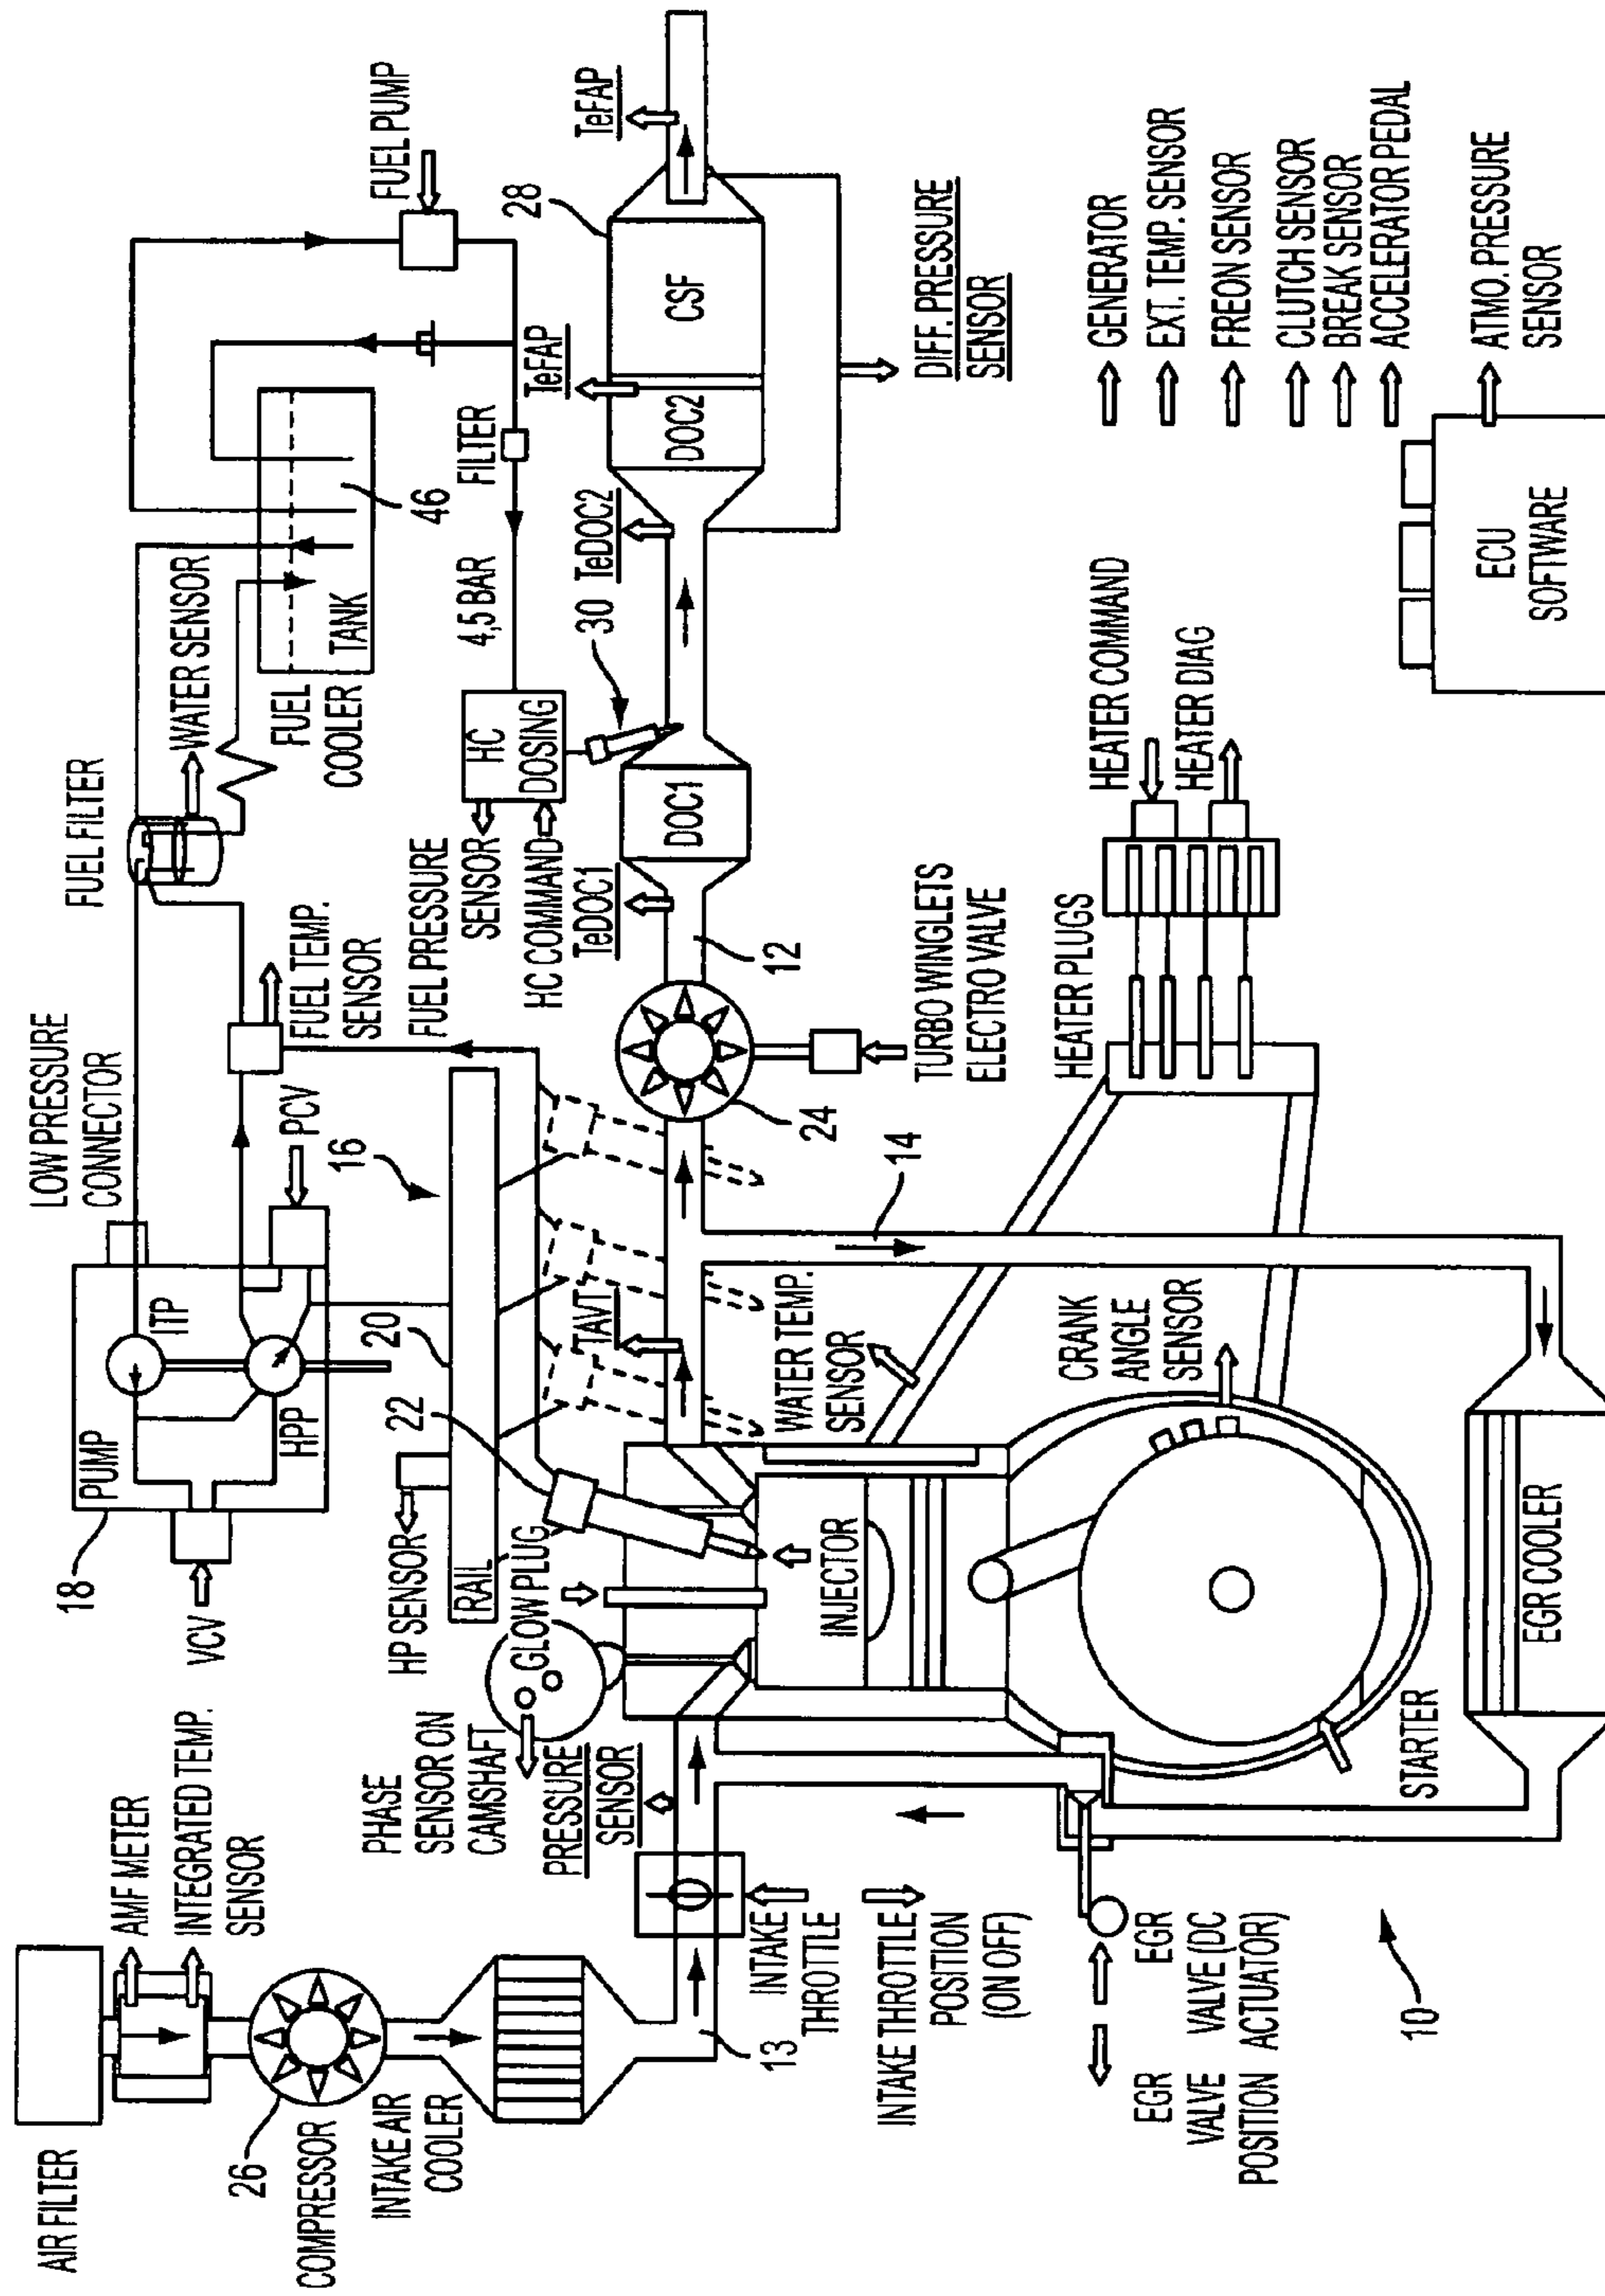 AIR FILTER
AMF METER
INTEGRATED TEMP.
SENSOR
26
COMPRESSOR
INTAKE AIR
COOLER
13
INTAKE
THROTTLE
INTAKE THROTTLE
POSITION
(ON OFF)
EGR
VALVE
POSITION
EGR
VALVE (DC
ACTUATOR)
10
18
VCV
PUMP
ITP
HPP
LOW PRESSURE
CONNECTOR
PCV
16
20
22
HP SENSOR
RAIL
GLOW PLUG
PHASE
SENSOR ON
CAMSHAFT
PRESSURE
SENSOR
INJECTOR
TAVT
WATER TEMP.
SENSOR
CRANK
ANGLE
SENSOR
STARTER
EGR COOLER
14
24
TURBO WINGLETS
ELECTRO VALVE
12
FUEL TEMP.
SENSOR
FUEL FILTER
WATER SENSOR
FUEL
COOLER
TANK
46
FUEL PUMP
FILTER
4,5 BAR
FUEL PRESSURE
SENSOR
HC COMMAND
HC
DOSING
30
TeDOC1
DOC1
TeDOC2
DOC2
TeFAP
CSF
28
TeFAP
DIFF. PRESSURE
SENSOR
HEATER PLUGS
HEATER COMMAND
HEATER DIAG
GENERATOR
EXT. TEMP. SENSOR
FREON SENSOR
CLUTCH SENSOR
BREAK SENSOR
ACCELERATOR PEDAL
ATMO. PRESSURE
SENSOR
ECU
SOFTWARE